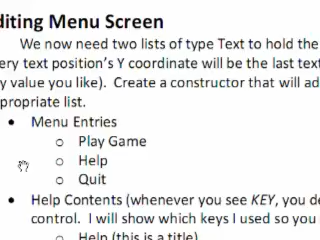 diting Menu Screen
We now need two lists of type Text to hold the
ery text position's Y coordinate will be the last text
y value you like). Create a constructor that will ad
propriate list.
• Menu Entries
o Play Game
o Help
o Quit
• Help Contents (whenever you see KEY, you de
control. I will show which keys I used so you
o Help (this is a title)